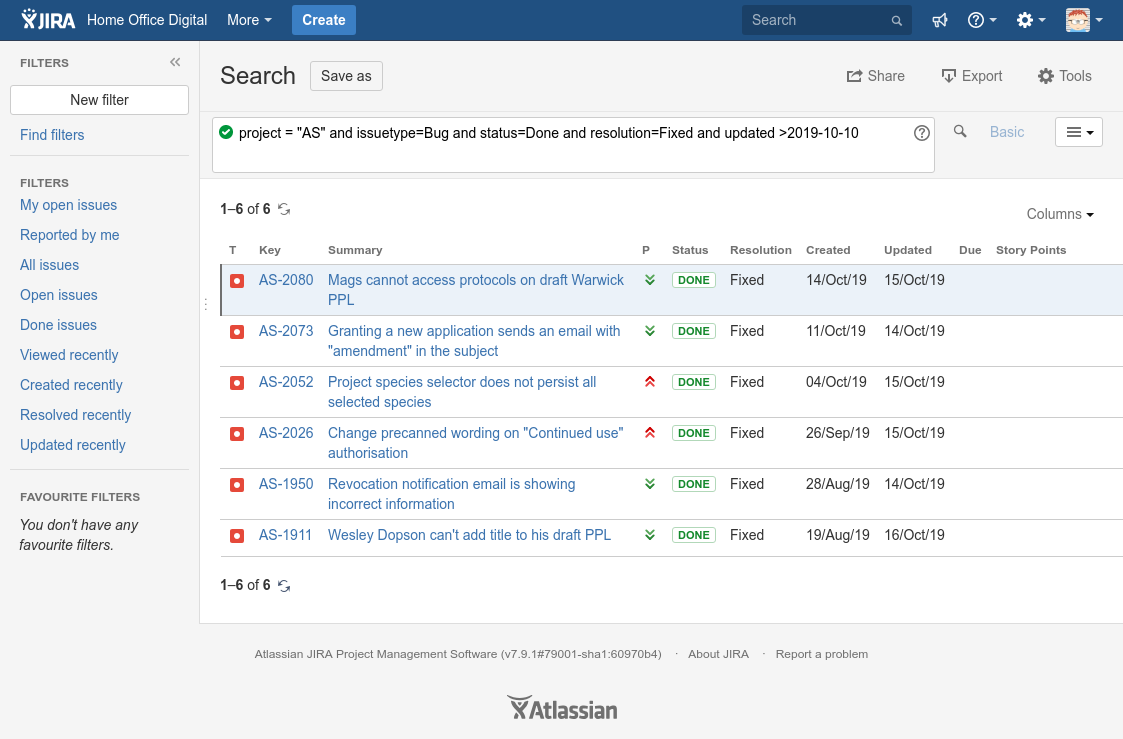 JIRA Home Office Digital More Create Search
FILTERS
New filter
Find filters
FILTERS
My open issues
Reported by me
All issues
Open issues
Done issues
Viewed recently
Created recently
Resolved recently
Updated recently
FAVOURITE FILTERS
You don't have any
favourite filters.
Search Save as Share Export Tools
project = "AS" and issuetype=Bug and status=Done and resolution=Fixed and updated >2019-10-10 Basic
1–6 of 6
Columns
T Key Summary P Status Resolution Created Updated Due Story Points
AS-2080 Mags cannot access protocols on draft Warwick DONE Fixed 14/Oct/19 15/Oct/19
PPL
AS-2073 Granting a new application sends an email with DONE Fixed 11/Oct/19 14/Oct/19
"amendment" in the subject
AS-2052 Project species selector does not persist all DONE Fixed 04/Oct/19 15/Oct/19
selected species
AS-2026 Change precanned wording on "Continued use" DONE Fixed 26/Sep/19 15/Oct/19
authorisation
AS-1950 Revocation notification email is showing DONE Fixed 28/Aug/19 14/Oct/19
incorrect information
AS-1911 Wesley Dopson can't add title to his draft PPL DONE Fixed 19/Aug/19 16/Oct/19
1–6 of 6
Atlassian JIRA Project Management Software (v7.9.1#79001-sha1:60970b4) · About JIRA · Report a problem
Atlassian